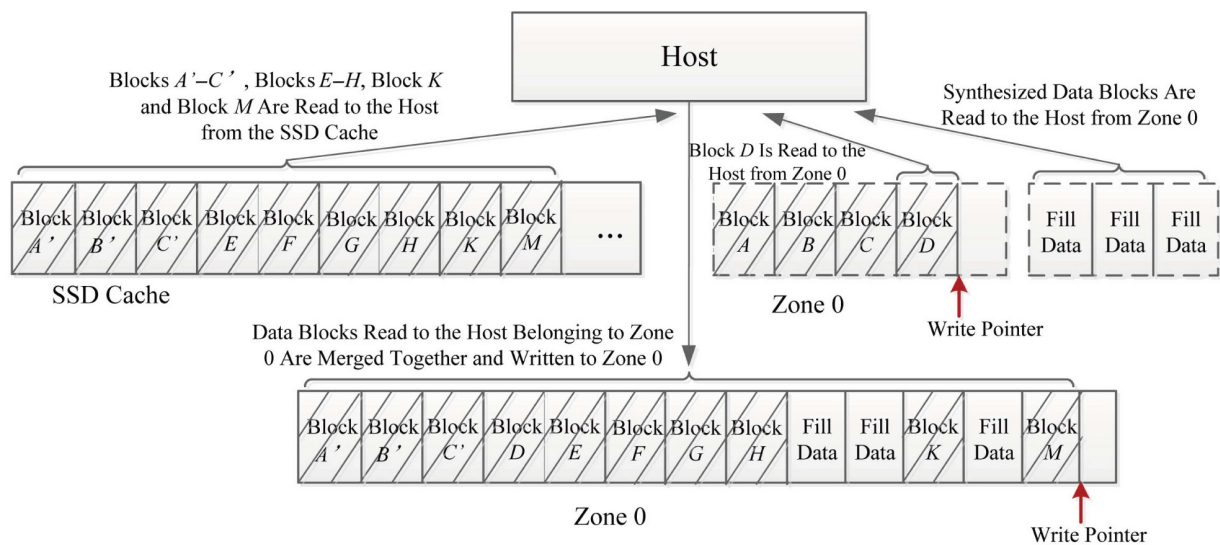 Host
Blocks A’–C’, Blocks E–H, Block K
and Block M Are Read to the Host
from the SSD Cache
Synthesized Data Blocks Are
Read to the Host from Zone 0
Block D Is Read to the
Host from Zone 0
Block A’ Block B’ Block C’ Block E Block F Block G Block H Block K Block M ...
SSD Cache
Block A Block B Block C Block D
Zone 0
Write Pointer
Fill Data Fill Data Fill Data
Data Blocks Read to the Host Belonging to Zone
0 Are Merged Together and Written to Zone 0
Block A’ Block B’ Block C’ Block D Block E Block F Block G Block H Fill Data Fill Data Block K Fill Data Block M
Zone 0
Write Pointer